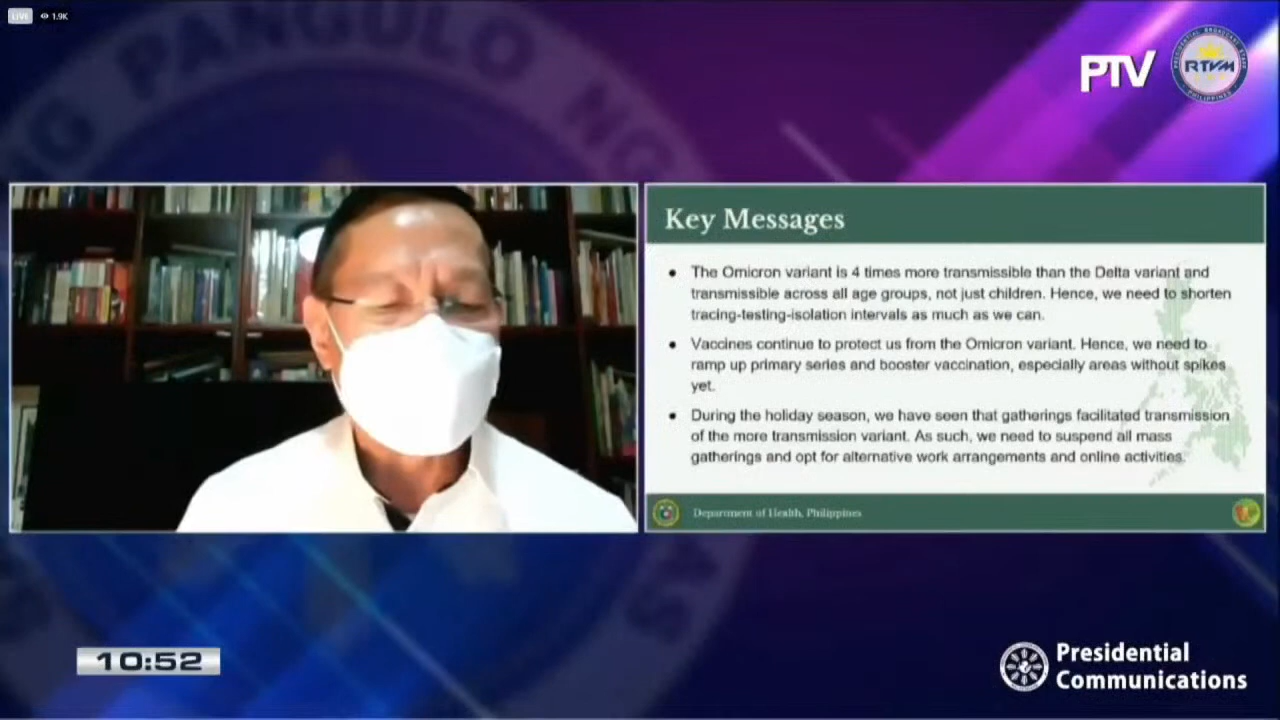 LIVE 1.9K
PANGULO NG
PTV
RTVM
PHILIPPINES
Key Messages
● The Omicron variant is 4 times more transmissible than the Delta variant and
transmissible across all age groups, not just children. Hence, we need to shorten
tracing-testing-isolation intervals as much as we can.
● Vaccines continue to protect us from the Omicron variant. Hence, we need to
ramp up primary series and booster vaccination, especially areas without spikes
yet.
● During the holiday season, we have seen that gatherings facilitated transmission
of the more transmission variant. As such, we need to suspend all mass
gatherings and opt for alternative work arrangements and online activities.
Department of Health, Philippines
10:52
Presidential
Communications